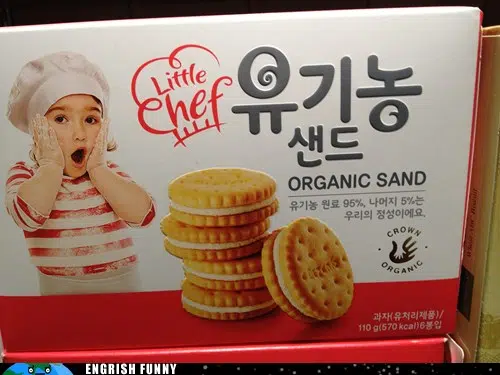 Little
Chef
유기농
샌드
ORGANIC SAND
유기농 원료 95%, 나머지 5%는
우리의 정성이에요.
CROWN
ORGANIC
과자(유처리제품)/
110 g(570 kcal)6봉입
ENGRISH FUNNY